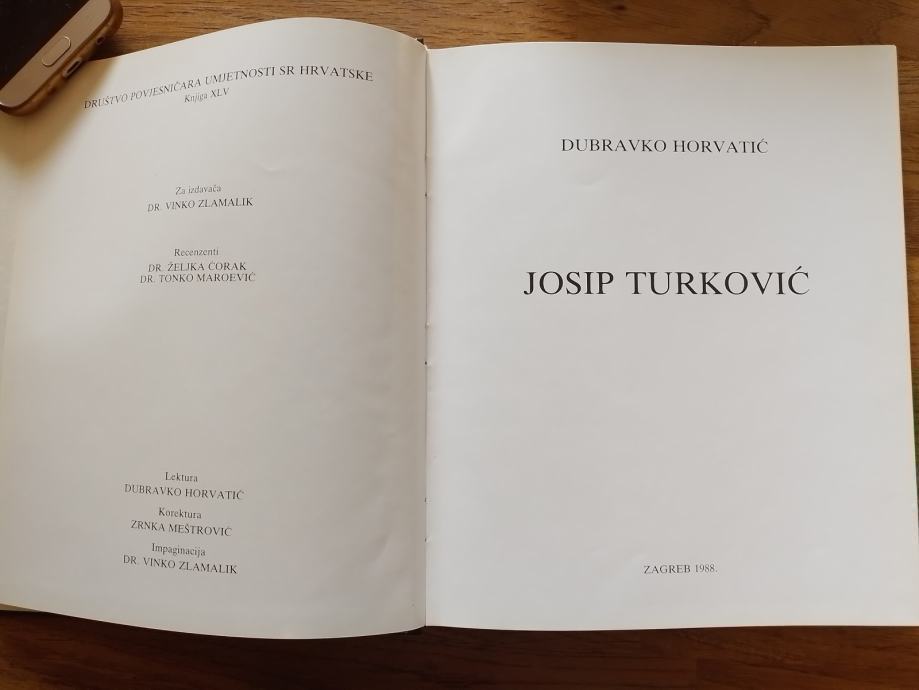 DRUŠTVO POVJESNIČARA UMJETNOSTI SR HRVATSKE
Knjiga XLV
Za izdavača
DR. VINKO ZLAMALIK
Recenzenti
DR. ŽELJKA ČORAK
DR. TONKO MAROEVIĆ
Lektura
DUBRAVKO HORVATIĆ
Korektura
ZRNKA MEŠTROVIĆ
Impaginacija
DR. VINKO ZLAMALIK
DUBRAVKO HORVATIĆ
JOSIP TURKOVIĆ
ZAGREB 1988.